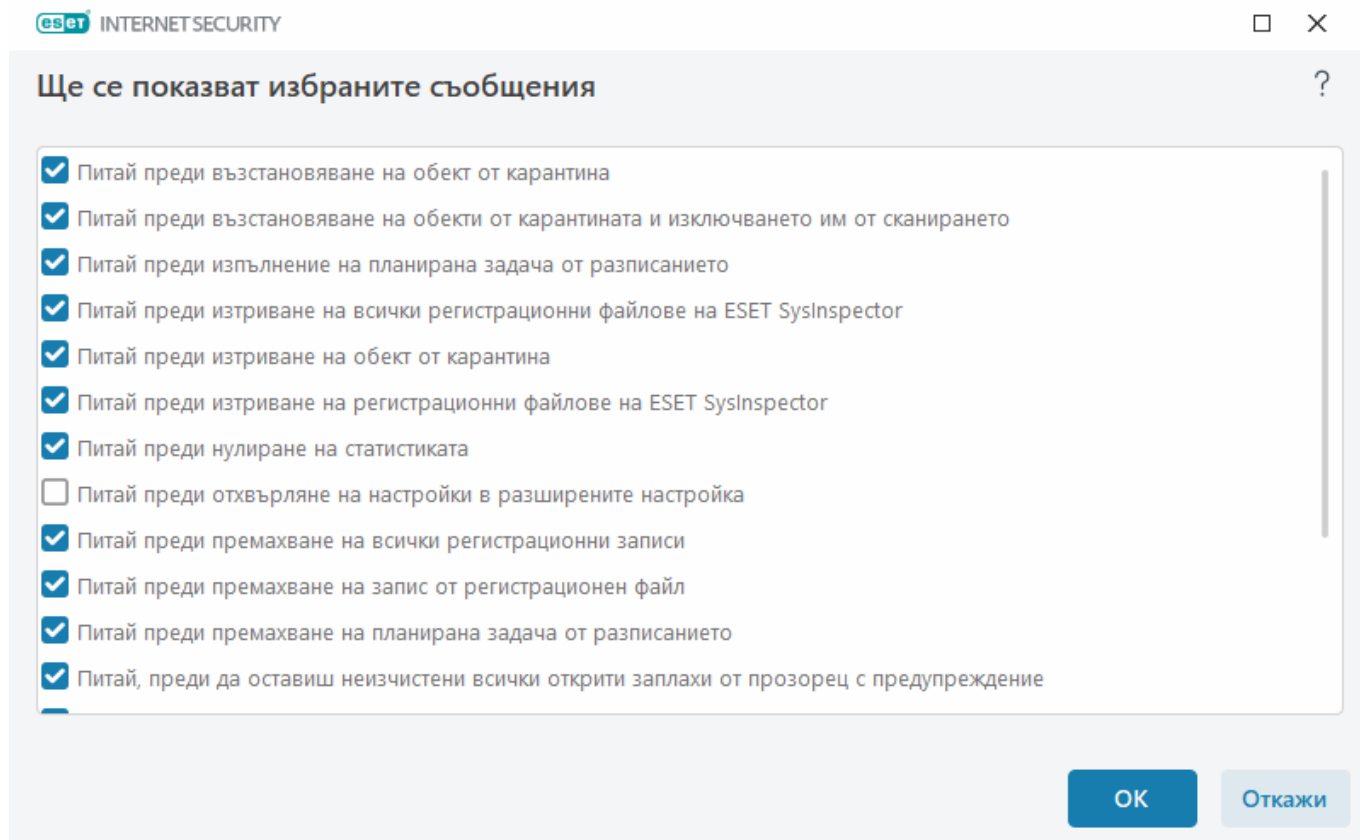 eset INTERNET SECURITY
Ще се показват избраните съобщения
?
Питай преди възстановяване на обект от карантина
Питай преди възстановяване на обекти от карантината и изключването им от сканирането
Питай преди изпълнение на планирана задача от разписанието
Питай преди изтриване на всички регистрационни файлове на ESET SysInspector
Питай преди изтриване на обект от карантина
Питай преди изтриване на регистрационни файлове на ESET SysInspector
Питай преди нулиране на статистиката
Питай преди отхвърляне на настройки в разширените настройка
Питай преди премахване на всички регистрационни записи
Питай преди премахване на запис от регистрационен файл
Питай преди премахване на планирана задача от разписанието
Питай, преди да оставиш неизчистени всички открити заплахи от прозорец с предупреждение
ОК
Откажи